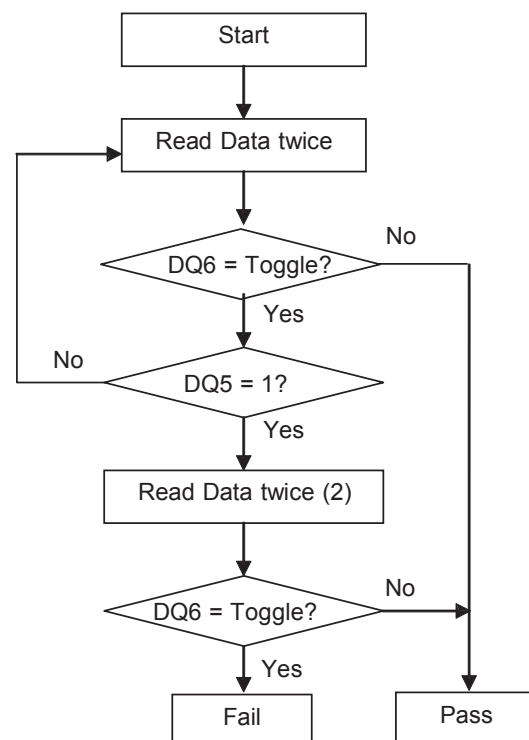 Start
Read Data twice
No
DQ6 = Toggle?
Yes
No
DQ5 = 1?
Yes
Read Data twice (2)
No
DQ6 = Toggle?
Yes
Fail
Pass